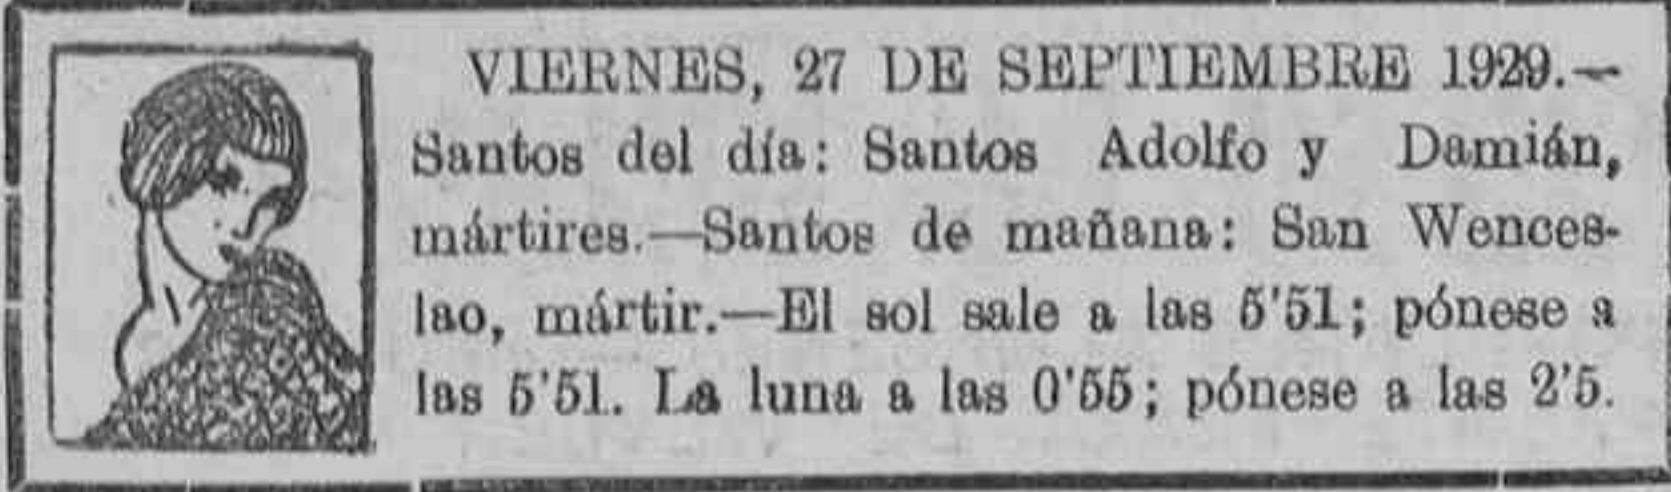 VIERNES, 27 DE SEPTIEMBRE 1929.—
Santos del día: Santos Adolfo y Damián,
mártires.—Santos de mañana: San Wences-
lao, mártir.—El sol sale a las 5'51; pónese a
las 5'51. La luna a las 0'55; pónese a las 2'5.